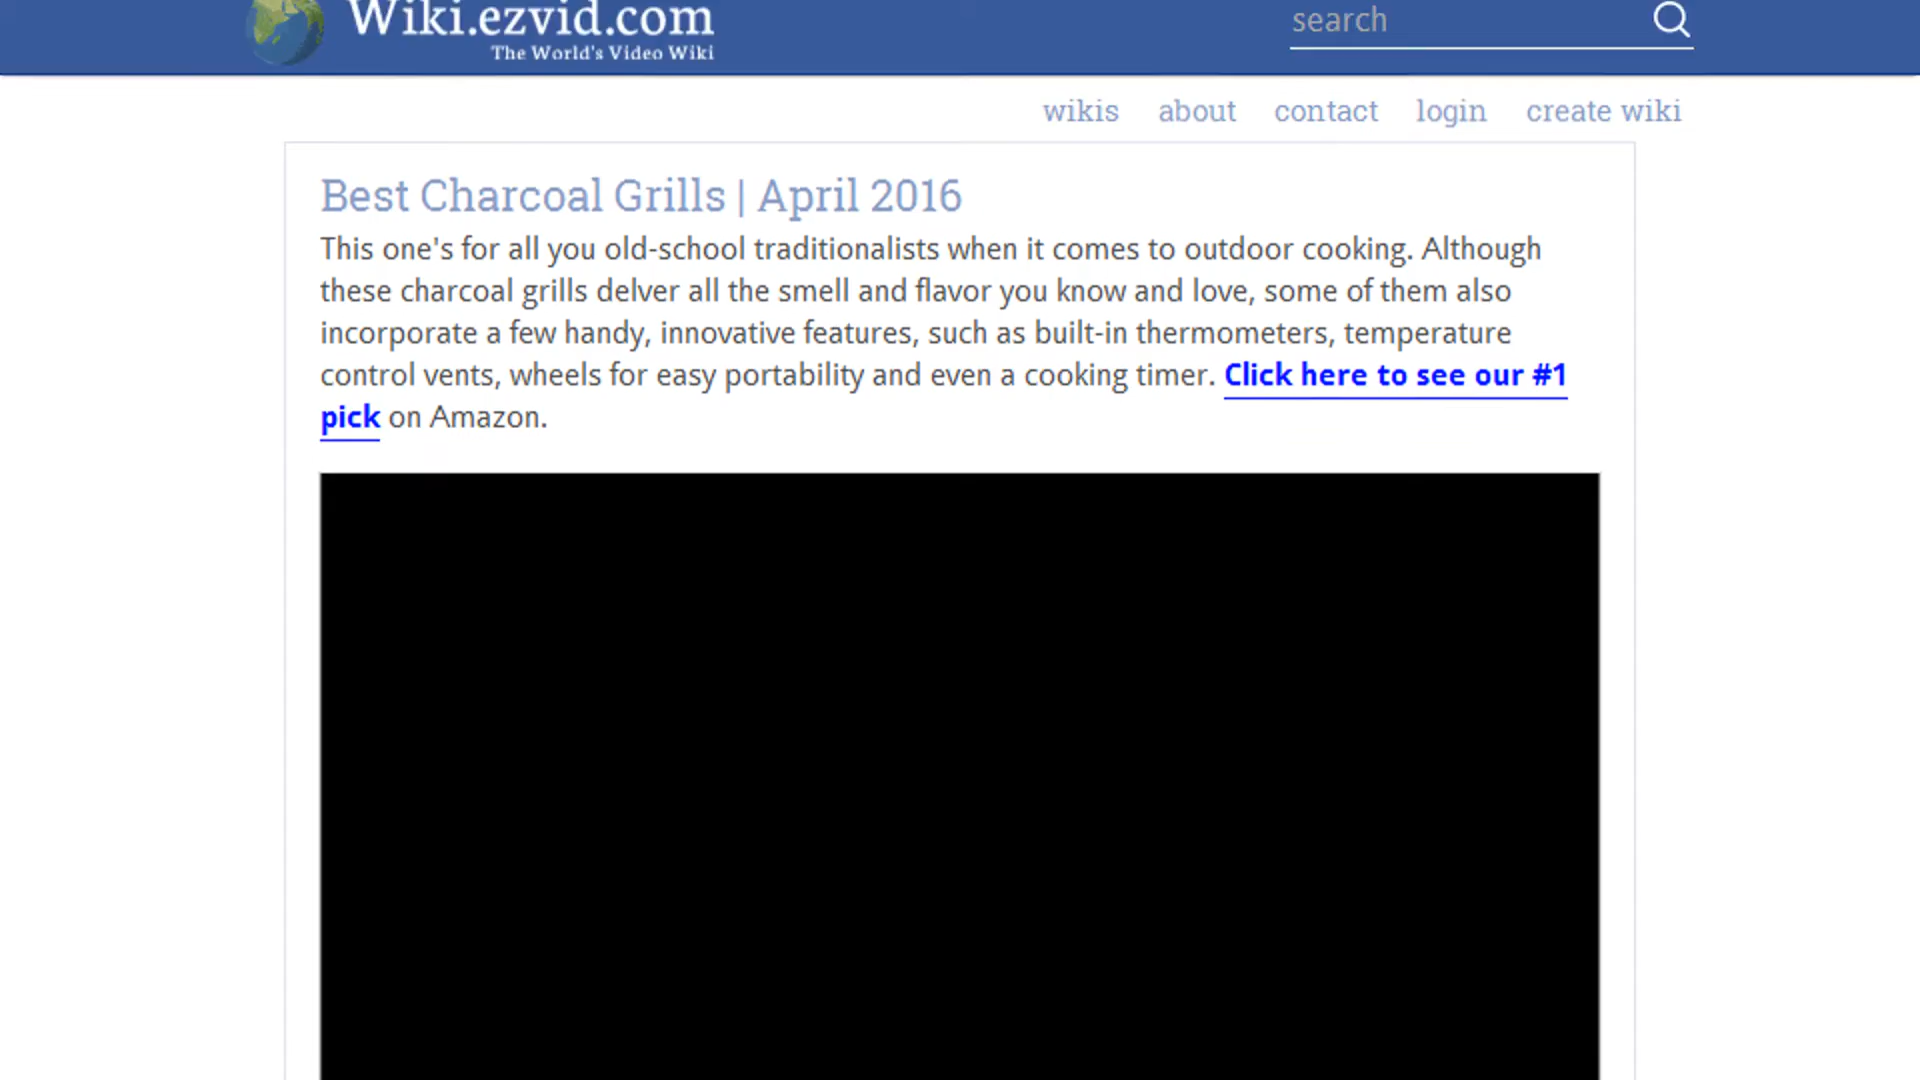 Wiki.ezvid.com
The World's Video Wiki
search
wikis about contact login create wiki
Best Charcoal Grills | April 2016
This one's for all you old-school traditionalists when it comes to outdoor cooking. Although
these charcoal grills delver all the smell and flavor you know and love, some of them also
incorporate a few handy, innovative features, such as built-in thermometers, temperature
control vents, wheels for easy portability and even a cooking timer. Click here to see our #1
pick on Amazon.